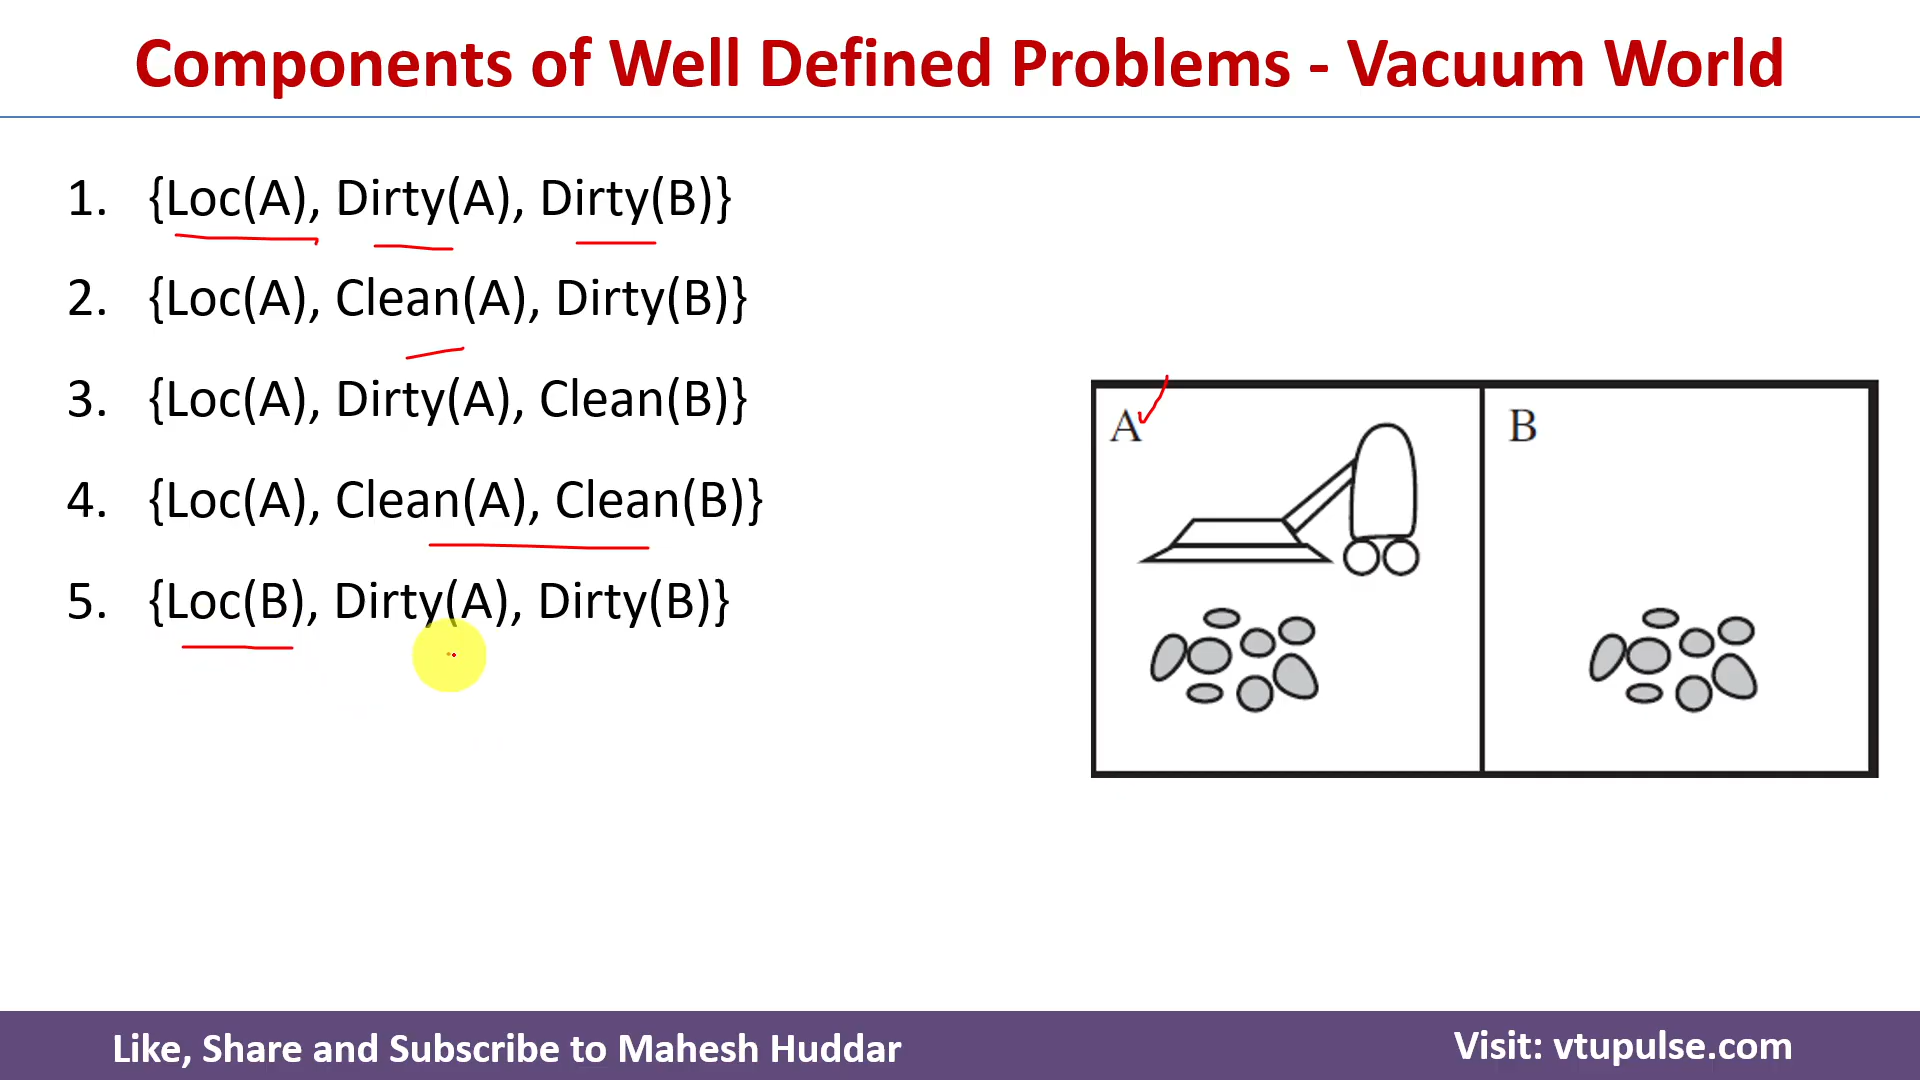 Components of Well Defined Problems - Vacuum World
1. {Loc(A), Dirty(A), Dirty(B)}
2. {Loc(A), Clean(A), Dirty(B)}
3. {Loc(A), Dirty(A), Clean(B)}
4. {Loc(A), Clean(A), Clean(B)}
5. {Loc(B), Dirty(A), Dirty(B)}
A
B
Like, Share and Subscribe to Mahesh Huddar
Visit: vtupulse.com